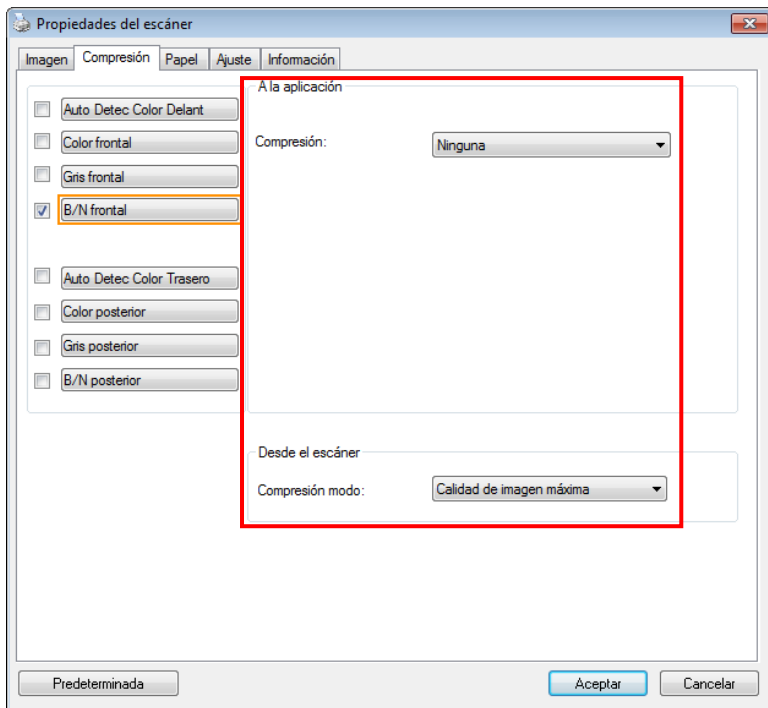 Propiedades del escáner
Imagen Compresión Papel Ajuste Información
Auto Detec Color Delant
Color frontal
Gris frontal
B/N frontal
Auto Detec Color Trasero
Color posterior
Gris posterior
B/N posterior
A la aplicación
Compresión: Ninguna
Desde el escáner
Compresión modo: Calidad de imagen máxima
Predeterminada Aceptar Cancelar